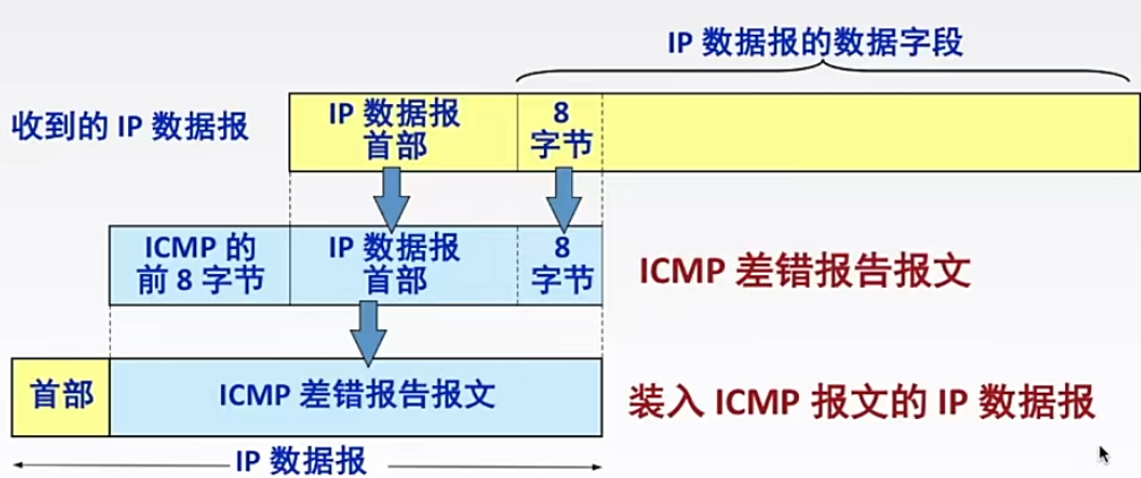 IP 数据报的数据字段
收到的 IP 数据报
IP 数据报
首部
8
字节
ICMP 的
前 8 字节
IP 数据报
首部
8
字节
ICMP 差错报告报文
首部
ICMP 差错报告报文
装入 ICMP 报文的 IP 数据报
IP 数据报